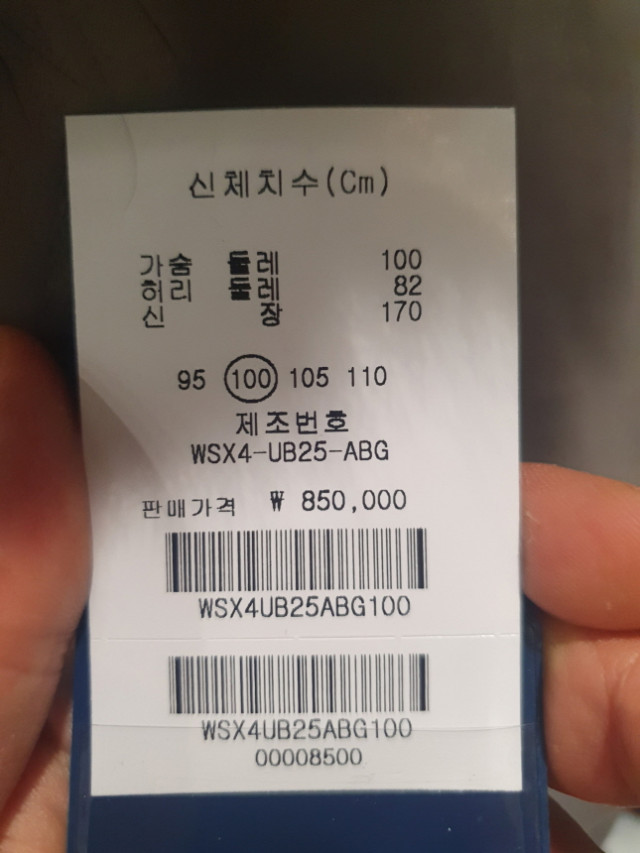 신체치수(Cm)
가슴 둘레 100
허리 둘레 82
신 장 170
95 100 105 110
제조번호
WSX4-UB25-ABG
판매가격 ₩ 850,000
WSX4UB25ABG100
WSX4UB25ABG100
00008500